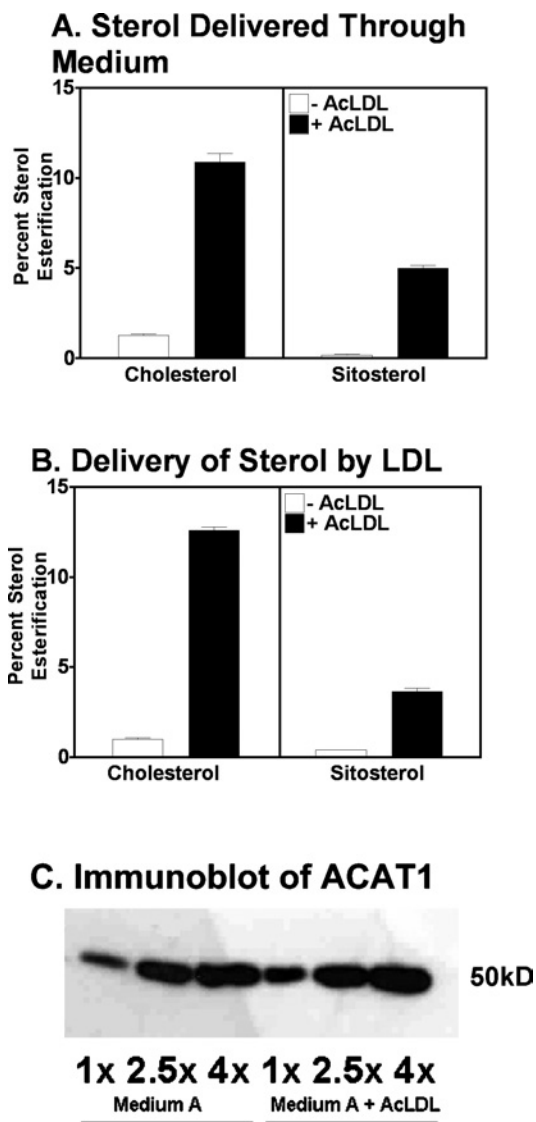 A. Sterol Delivered Through
Medium
Percent Sterol
Esterification
15
10
5
0
- AcLDL
+ AcLDL
Cholesterol
Sitosterol
B. Delivery of Sterol by LDL
Percent Sterol
Esterification
15
10
5
0
- AcLDL
+ AcLDL
Cholesterol
Sitosterol
C. Immunoblot of ACAT1
50kD
1x 2.5x 4x 1x 2.5x 4x
Medium A
Medium A + AcLDL